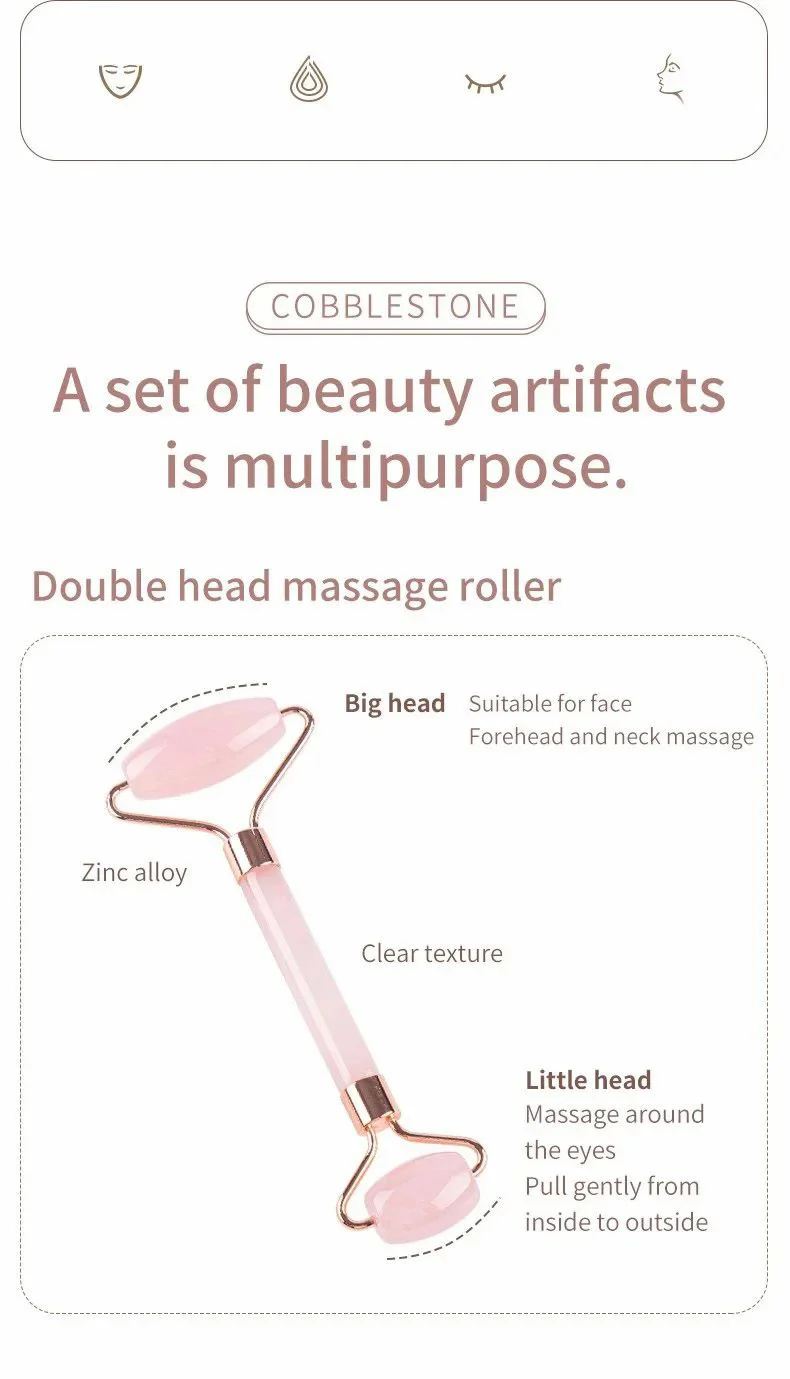 COBBLESTONE
A set of beauty artifacts
is multipurpose.
Double head massage roller
Big head Suitable for face
Forehead and neck massage
Zinc alloy
Clear texture
Little head
Massage around
the eyes
Pull gently from
inside to outside